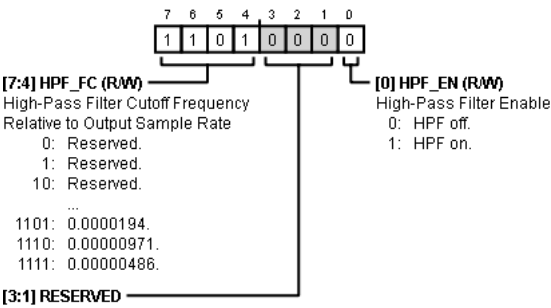 7 6 5 4 3 2 1 0
1 1 0 1 0 0 0 0
[7:4] HPF_FC (R/W)
High-Pass Filter Cutoff Frequency
Relative to Output Sample Rate
0: Reserved.
1: Reserved.
10: Reserved.
...
1101: 0.0000194.
1110: 0.00000971.
1111: 0.00000486.
[3:1] RESERVED
[0] HPF_EN (R/W)
High-Pass Filter Enable
0: HPF off.
1: HPF on.